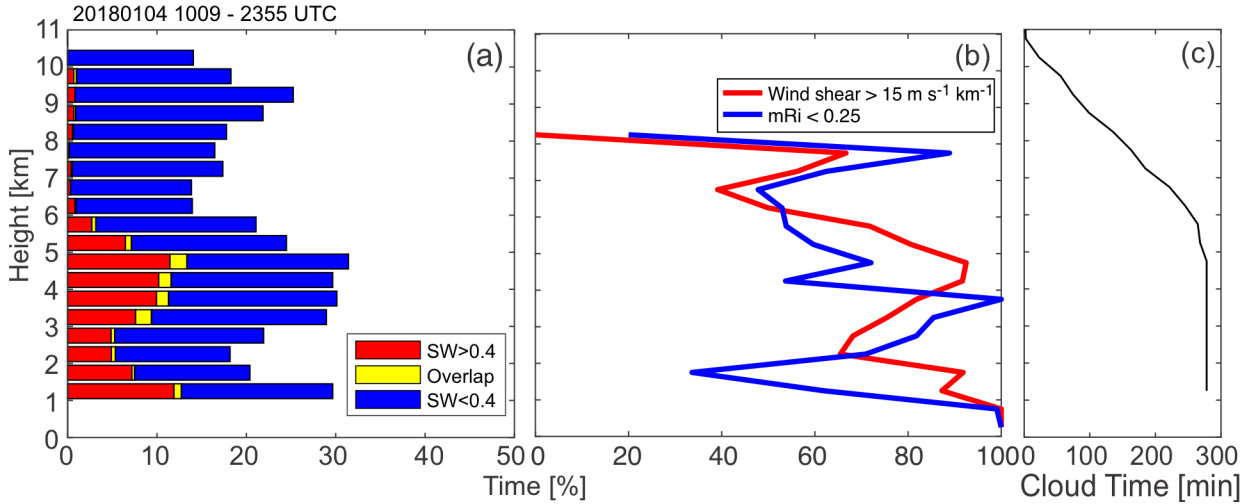 20180104 1009 - 2355 UTC
(a)
(b)
(c)
11
10
9
8
7
6
5
4
3
2
1
0
Height [km]
SW>0.4
Overlap
SW<0.4
Wind shear > 15 m s⁻¹ km⁻¹
mRi < 0.25
0 10 20 30 40 50
0 20 40 60 80 100
0 100 200 300
Time [%]
Cloud Time [min]